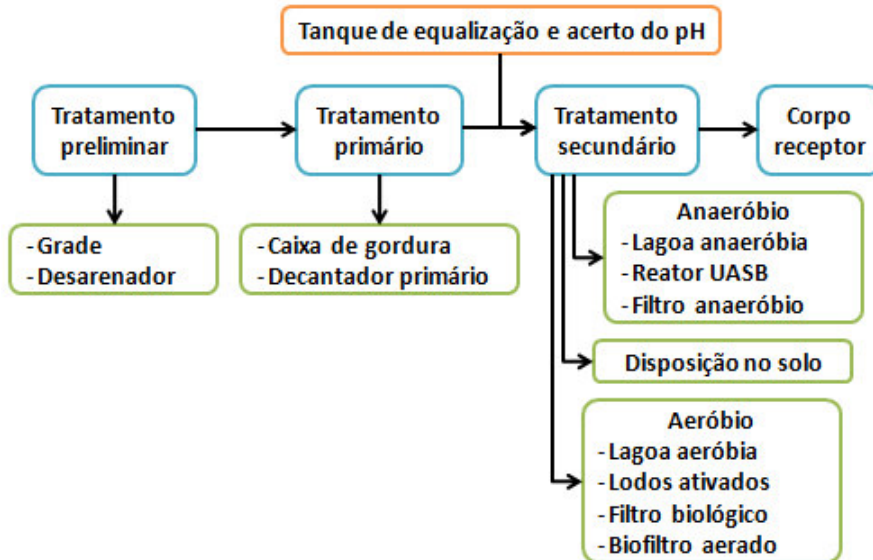 Tanque de equalização e acerto do pH
Tratamento
preliminar
Tratamento
primário
Tratamento
secundário
Corpo
receptor
-Grade
-Desarenador
-Caixa de gordura
-Decantador primário
Anaeróbio
-Lagoa anaeróbia
-Reator UASB
-Filtro anaeróbio
Disposição no solo
Aeróbio
-Lagoa aeróbia
-Lodos ativados
-Filtro biológico
-Biofiltro aerado